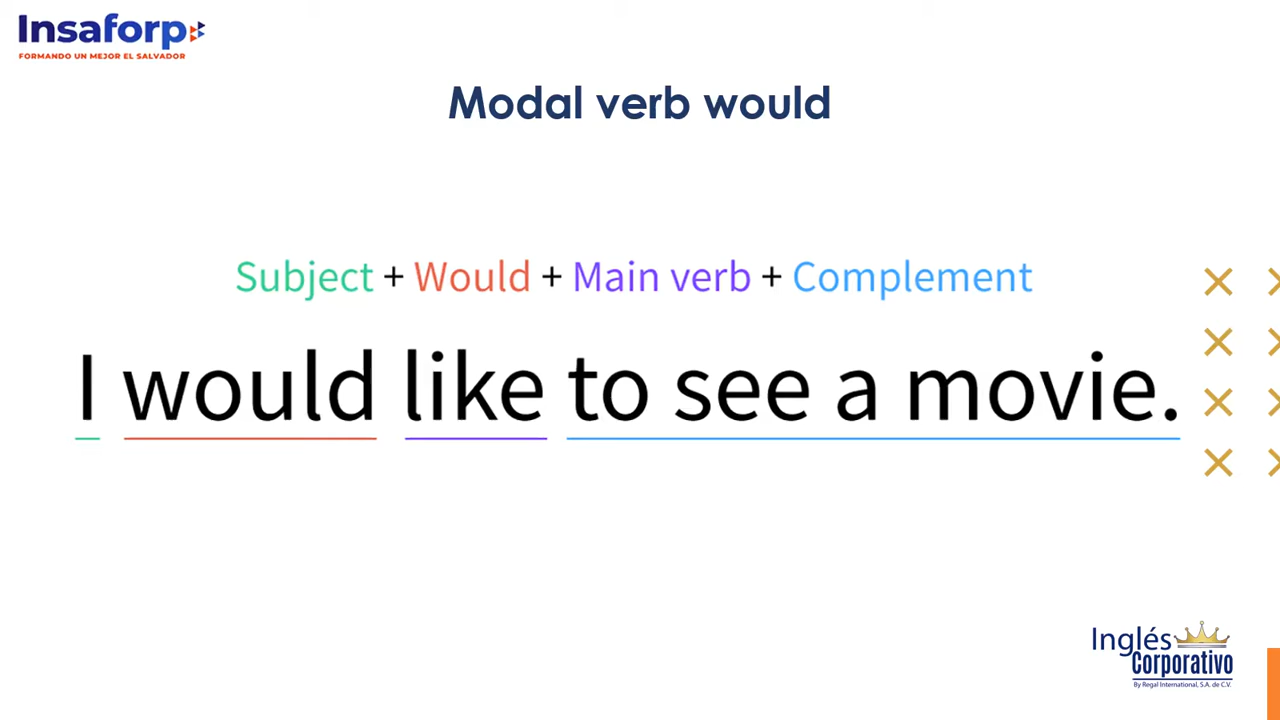 Insaforp
FORMANDO UN MEJOR EL SALVADOR
Modal verb would
Subject + Would + Main verb + Complement
I would like to see a movie.
Inglés
Corporativo
By Regal International, S.A. de C.V.